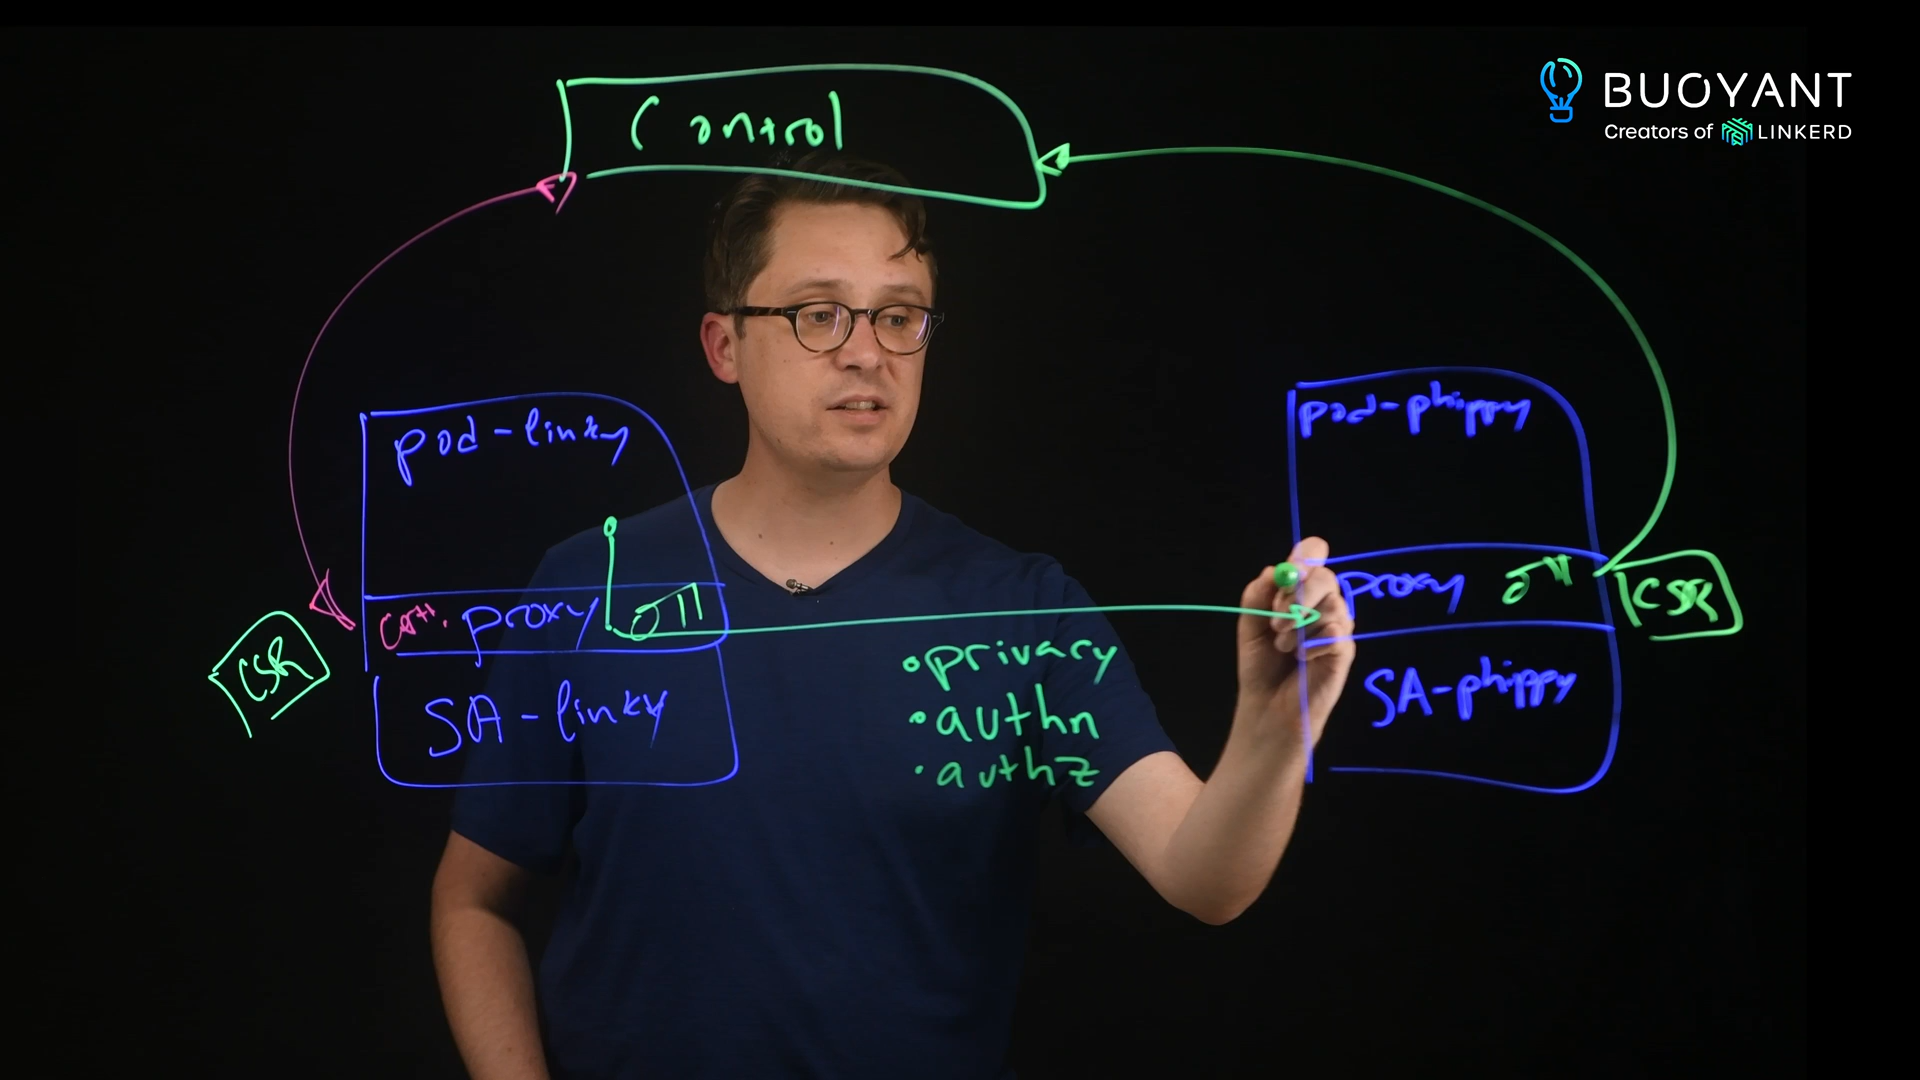 BUOYANT
Creators of LINKERD
Control
pod-linky
cert. proxy
CSR
SA-linky
• privacy
• authn
• authz
pod-phippy
proxy
CSR
SA-phippy